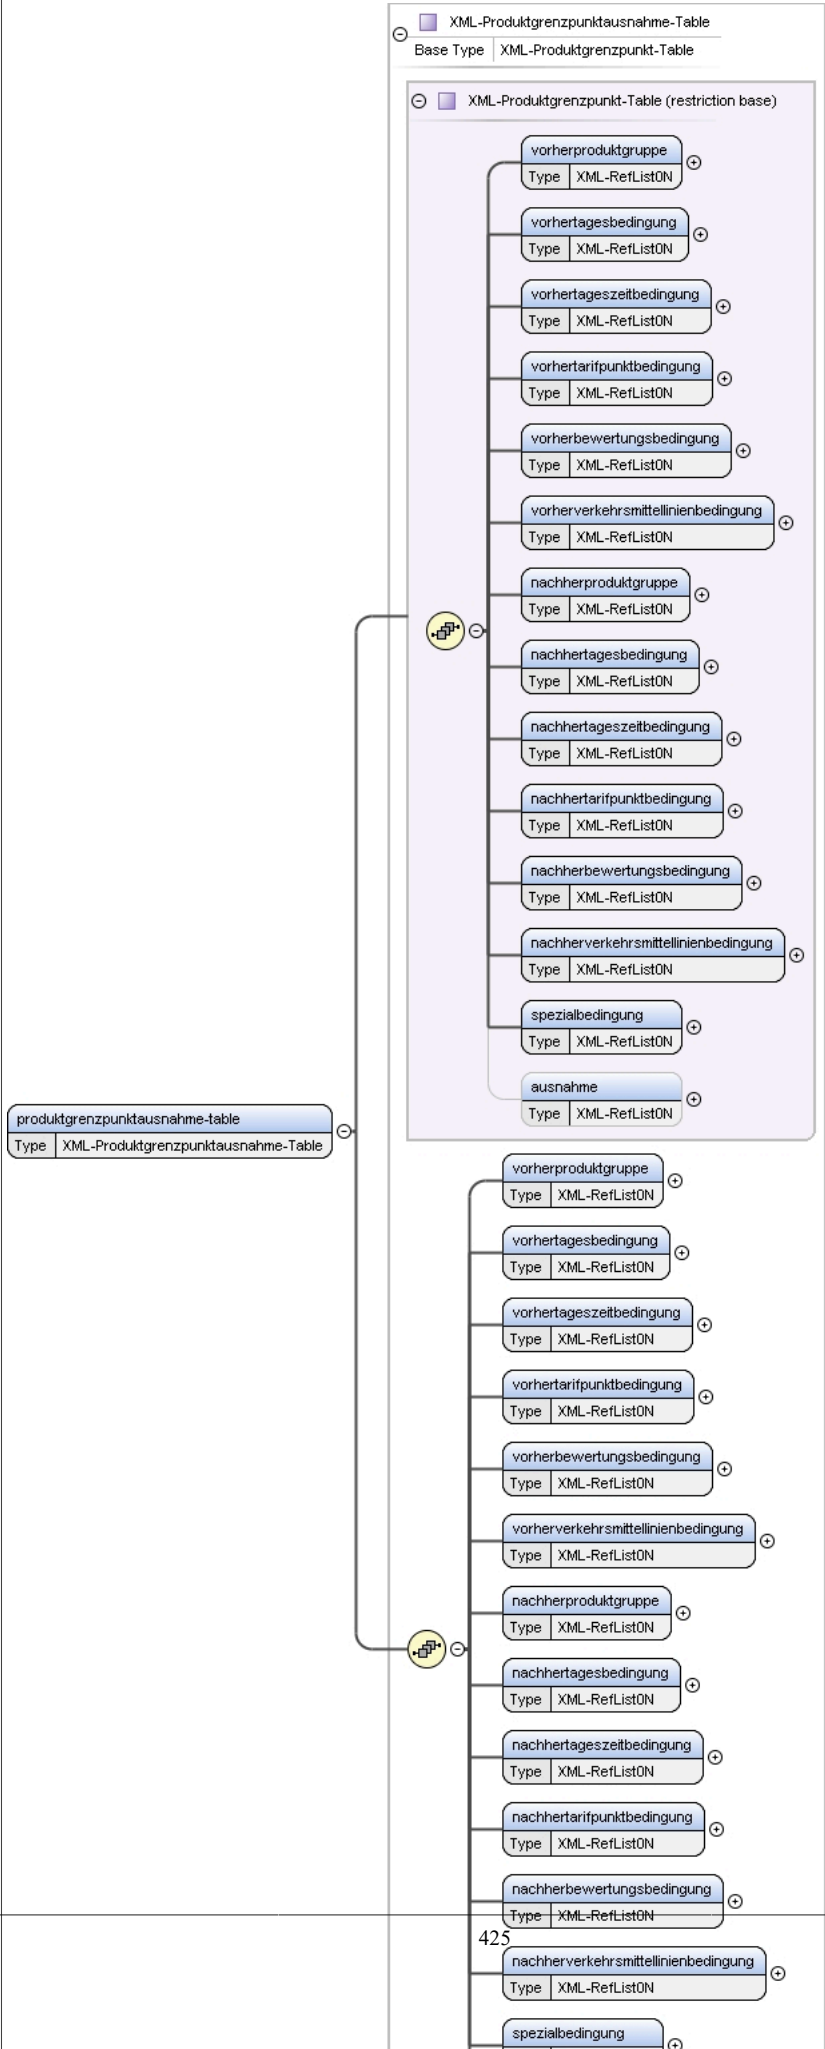 XML-Produktgrenzpunktausnahme-Table
Base Type XML-Produktgrenzpunkt-Table
XML-Produktgrenzpunkt-Table (restriction base)
vorherproduktgruppe
Type XML-RefList0N
vorhertagesbedingung
Type XML-RefList0N
vorhertageszeitbedingung
Type XML-RefList0N
vorhertarifpunktbedingung
Type XML-RefList0N
vorherbewertungsbedingung
Type XML-RefList0N
vorherverkehrsmittellinienbedingung
Type XML-RefList0N
nachherproduktgruppe
Type XML-RefList0N
nachhertagesbedingung
Type XML-RefList0N
nachhertageszeitbedingung
Type XML-RefList0N
nachhertarifpunktbedingung
Type XML-RefList0N
nachherbewertungsbedingung
Type XML-RefList0N
nachherverkehrsmittellinienbedingung
Type XML-RefList0N
spezialbedingung
Type XML-RefList0N
ausnahme
Type XML-RefList0N
produktgrenzpunktausnahme-table
Type XML-Produktgrenzpunktausnahme-Table
vorherproduktgruppe
Type XML-RefList0N
vorhertagesbedingung
Type XML-RefList0N
vorhertageszeitbedingung
Type XML-RefList0N
vorhertarifpunktbedingung
Type XML-RefList0N
vorherbewertungsbedingung
Type XML-RefList0N
vorherverkehrsmittellinienbedingung
Type XML-RefList0N
nachherproduktgruppe
Type XML-RefList0N
nachhertagesbedingung
Type XML-RefList0N
nachhertageszeitbedingung
Type XML-RefList0N
nachhertarifpunktbedingung
Type XML-RefList0N
nachherbewertungsbedingung
Type XML-RefList0N
425
nachherverkehrsmittellinienbedingung
Type XML-RefList0N
spezialbedingung